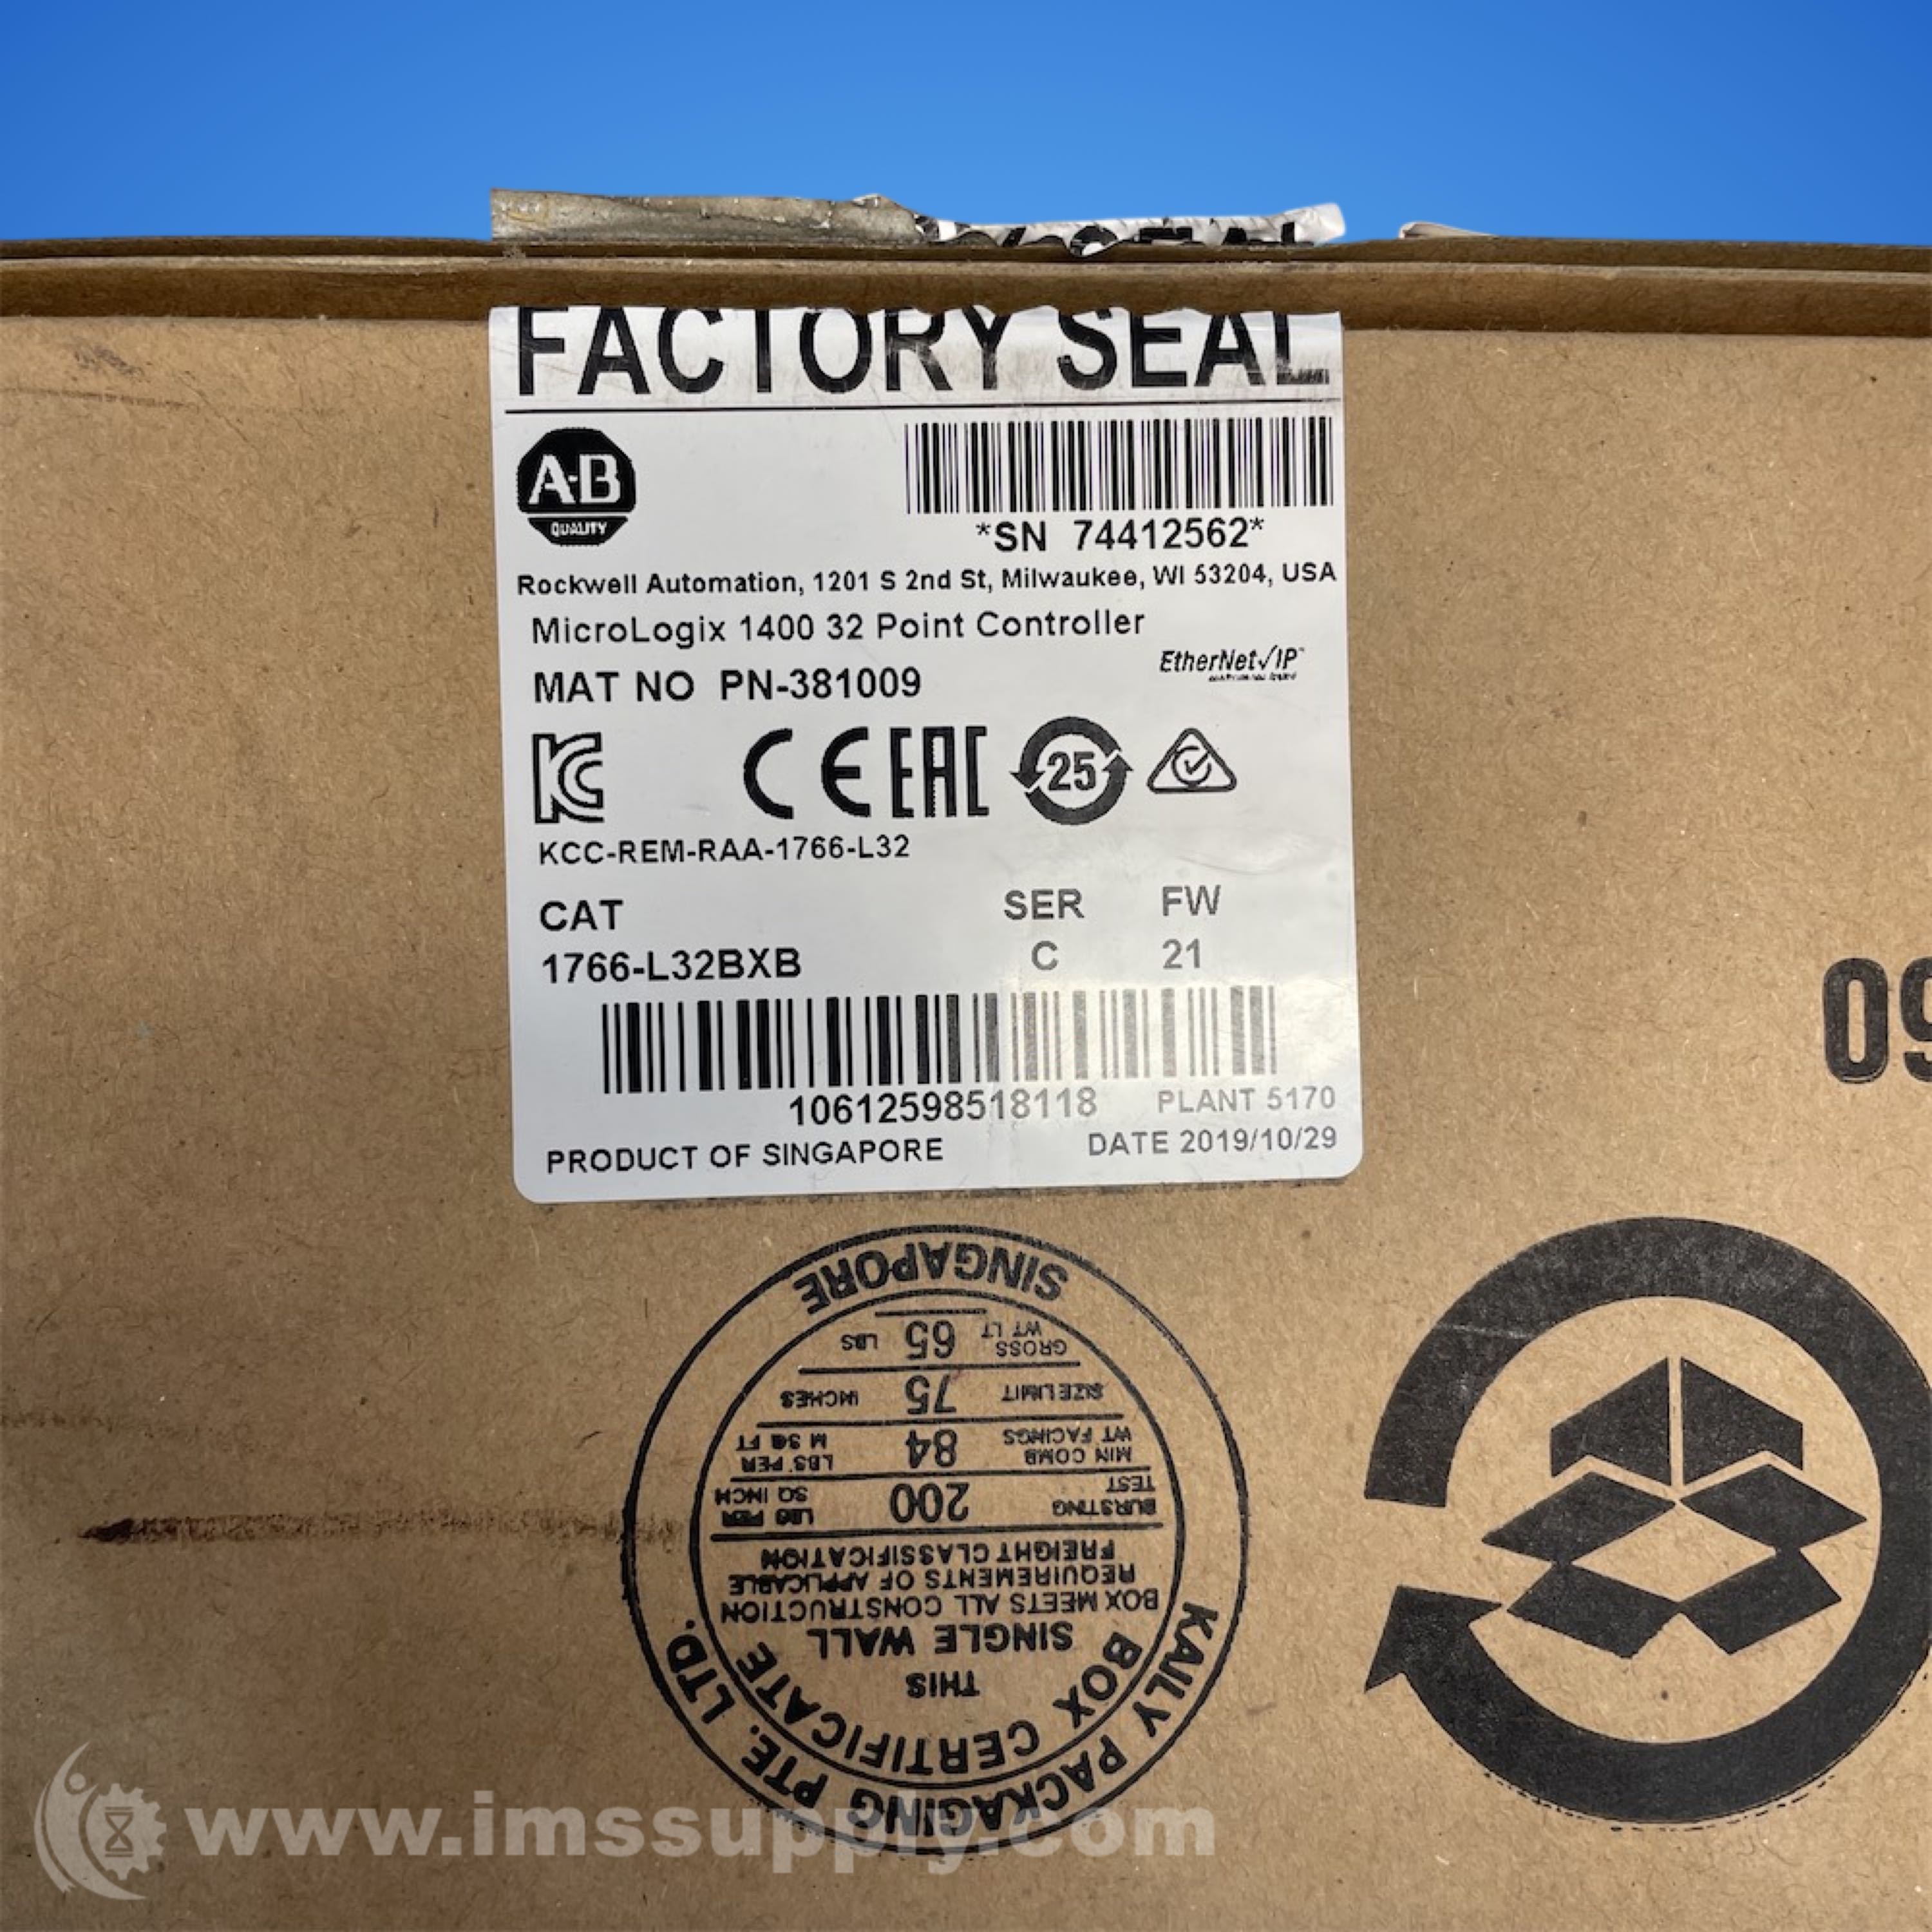 FACTORY SEAL
A-B
QUALITY
*SN 74412562*
Rockwell Automation, 1201 S 2nd St, Milwaukee, WI 53204, USA
MicroLogix 1400 32 Point Controller
EtherNet/IP™
MAT NO PN-381009
KC CE EAC 25
KCC-REM-RAA-1766-L32
CAT SER FW
1766-L32BXB C 21
10612598518118 PLANT 5170
PRODUCT OF SINGAPORE DATE 2019/10/29
09
KAILY PACKAGING PTE. LTD.
BOX CERTIFICATE
THIS
SINGLE WALL
BOX MEETS ALL CONSTRUCTION
REQUIREMENTS OF APPLICABLE
FREIGHT CLASSIFICATION
BURSTING TEST 200 LBS PER SQ INCH
MIN COMB WT FACINGS 84 LBS PER M SQ FT
SIZE LIMIT 75 INCHES
GROSS WT LT 65 LBS
SINGAPORE
www.imssupply.com